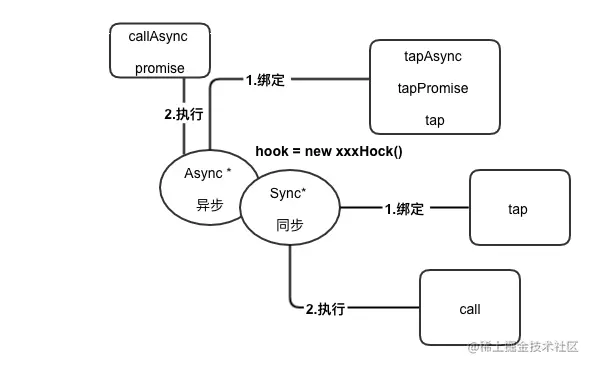 callAsync
promise
1.绑定
tapAsync
tapPromise
tap
2.执行
hook = new xxxHock()
Async *
异步
Sync*
同步
1.绑定
tap
2.执行
call
@稀土掘金技术社区